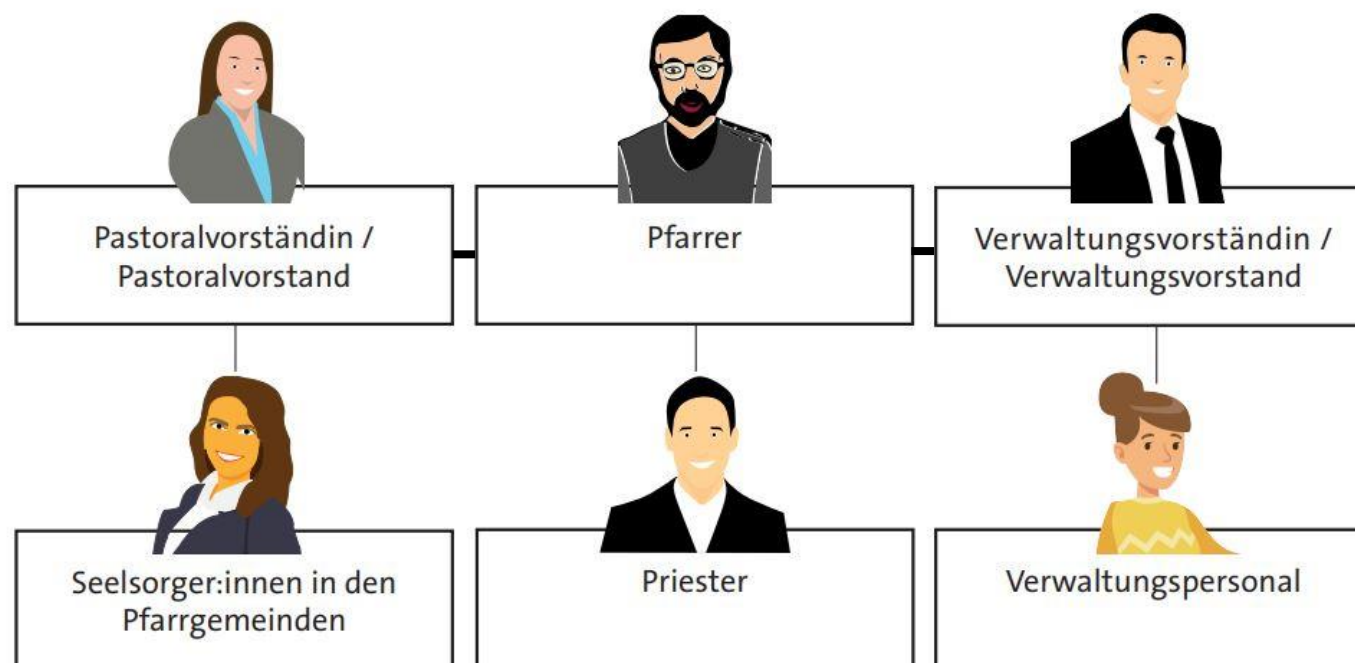 Pastoralvorständin /
Pastoralvorstand
Pfarrer
Verwaltungsvorständin /
Verwaltungsvorstand
Seelsorger:innen in den
Pfarrgemeinden
Priester
Verwaltungspersonal